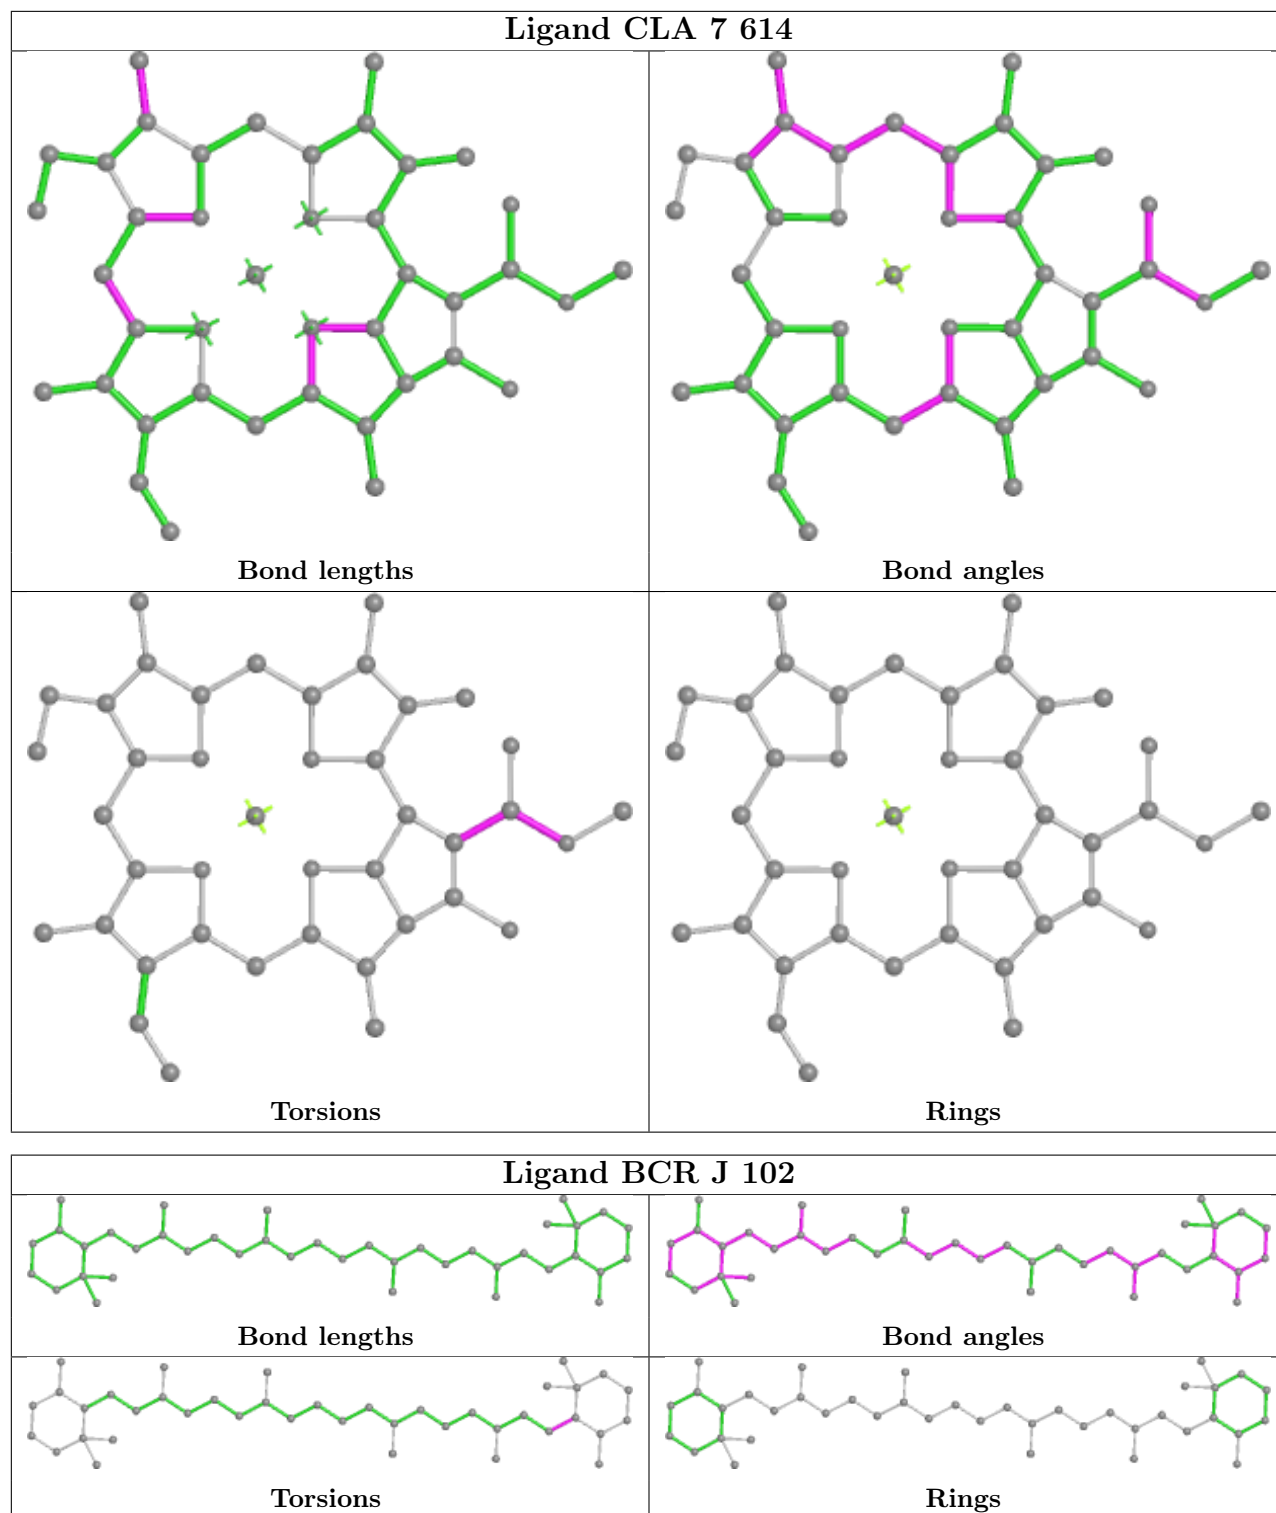 Ligand CLA 7 614
Bond lengths
Bond angles
Torsions
Rings
Ligand BCR J 102
Bond lengths
Bond angles
Torsions
Rings